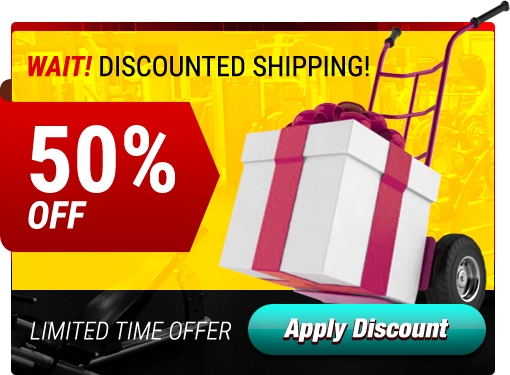 WAIT! DISCOUNTED SHIPPING!
50%
OFF
LIMITED TIME OFFER
Apply Discount